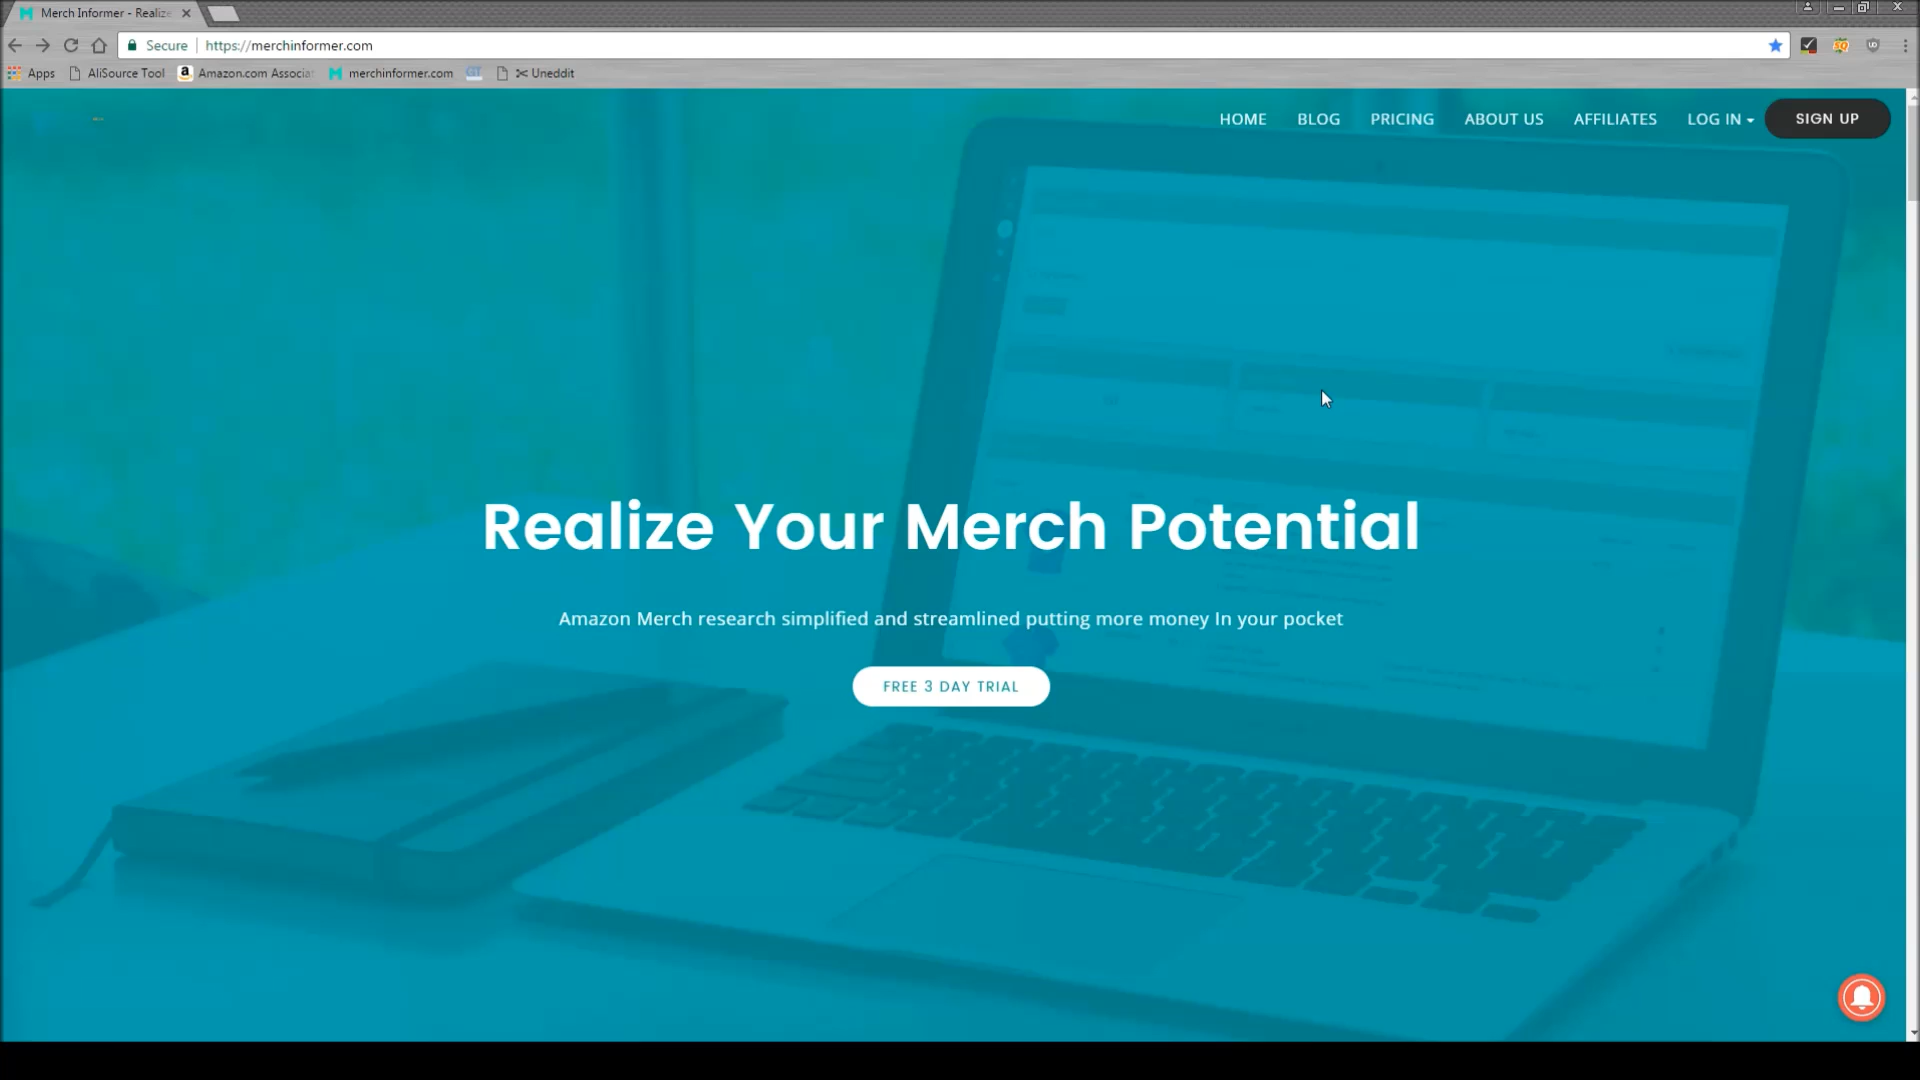 Merch Informer - Realize
Secure
https://merchinformer.com
Apps
AliSource Tool
a
Amazon.com Associa
merchinformer.com
GT
Uneddit
HOME
BLOG
PRICING
ABOUT US
AFFILIATES
LOG IN
SIGN UP
Realize Your Merch Potential
Amazon Merch research simplified and streamlined putting more money In your pocket
FREE 3 DAY TRIAL